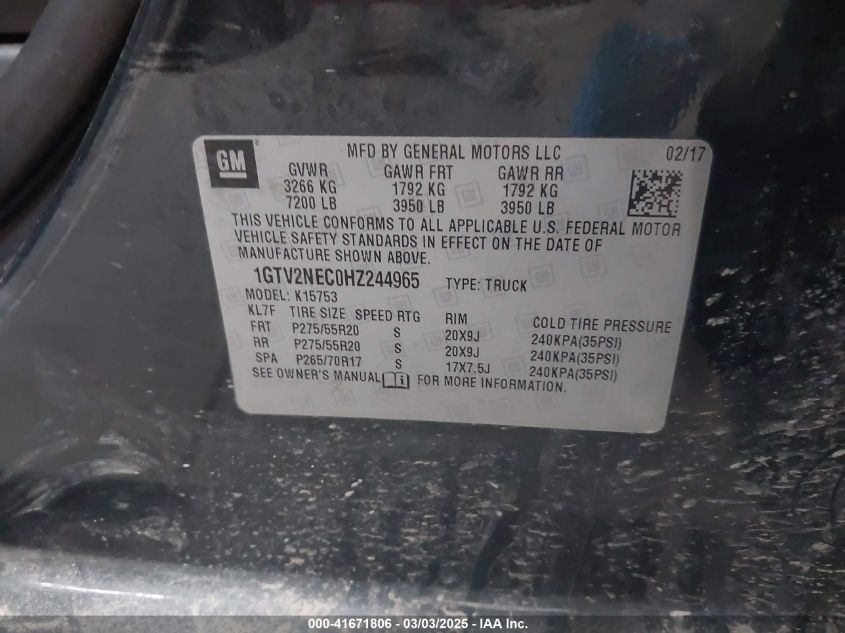 GM ®
MFD BY GENERAL MOTORS LLC 02/17
GVWR GAWR FRT GAWR RR
3266 KG 1792 KG 1792 KG
7200 LB 3950 LB 3950 LB
THIS VEHICLE CONFORMS TO ALL APPLICABLE U.S. FEDERAL MOTOR
VEHICLE SAFETY STANDARDS IN EFFECT ON THE DATE OF
MANUFACTURE SHOWN ABOVE.
1GTV2NEC0HZ244965 TYPE: TRUCK
MODEL: K15753
KL7F TIRE SIZE SPEED RTG RIM COLD TIRE PRESSURE
FRT P275/55R20 S 20X9J 240KPA(35PSI)
RR P275/55R20 S 20X9J 240KPA(35PSI)
SPA P265/70R17 S 17X7.5J 240KPA(35PSI)
SEE OWNER'S MANUAL FOR MORE INFORMATION.
000-41671806 - 03/03/2025 - IAA Inc.